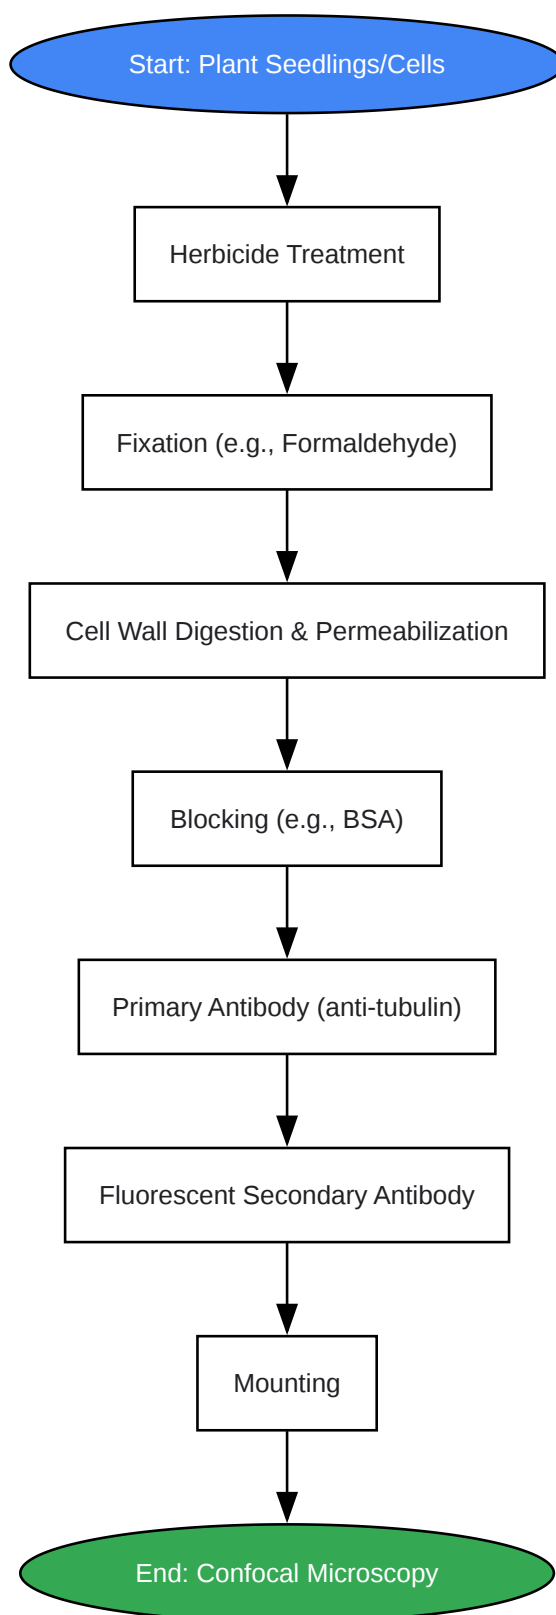 Start: Plant Seedlings/Cells
Herbicide Treatment
Fixation (e.g., Formaldehyde)
Cell Wall Digestion & Permeabilization
Blocking (e.g., BSA)
Primary Antibody (anti-tubulin)
Fluorescent Secondary Antibody
Mounting
End: Confocal Microscopy